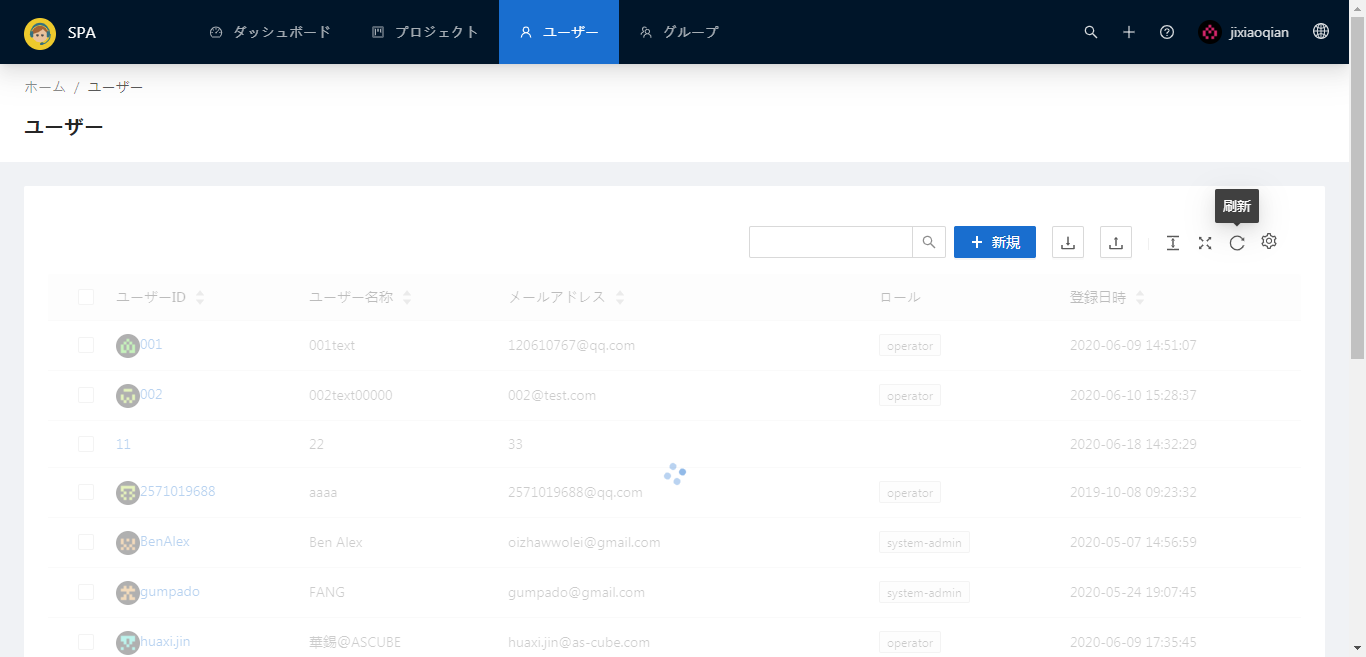 SPA ダッシュボード プロジェクト ユーザー グループ jixiaoqian
ホーム / ユーザー
ユーザー
刷新
新規
ユーザーID ユーザー名称 メールアドレス ロール 登録日時
001 001text 120610767@qq.com operator 2020-06-09 14:51:07
002 002text00000 002@test.com operator 2020-06-10 15:28:37
11 22 33 2020-06-18 14:32:29
2571019688 aaaa 2571019688@qq.com operator 2019-10-08 09:23:32
BenAlex Ben Alex oizhawwolei@gmail.com system-admin 2020-05-07 14:56:59
gumpado FANG gumpado@gmail.com system-admin 2020-05-24 19:07:45
huaxi.jin 華錫@ASCUBE huaxi.jin@as-cube.com operator 2020-06-09 17:35:45